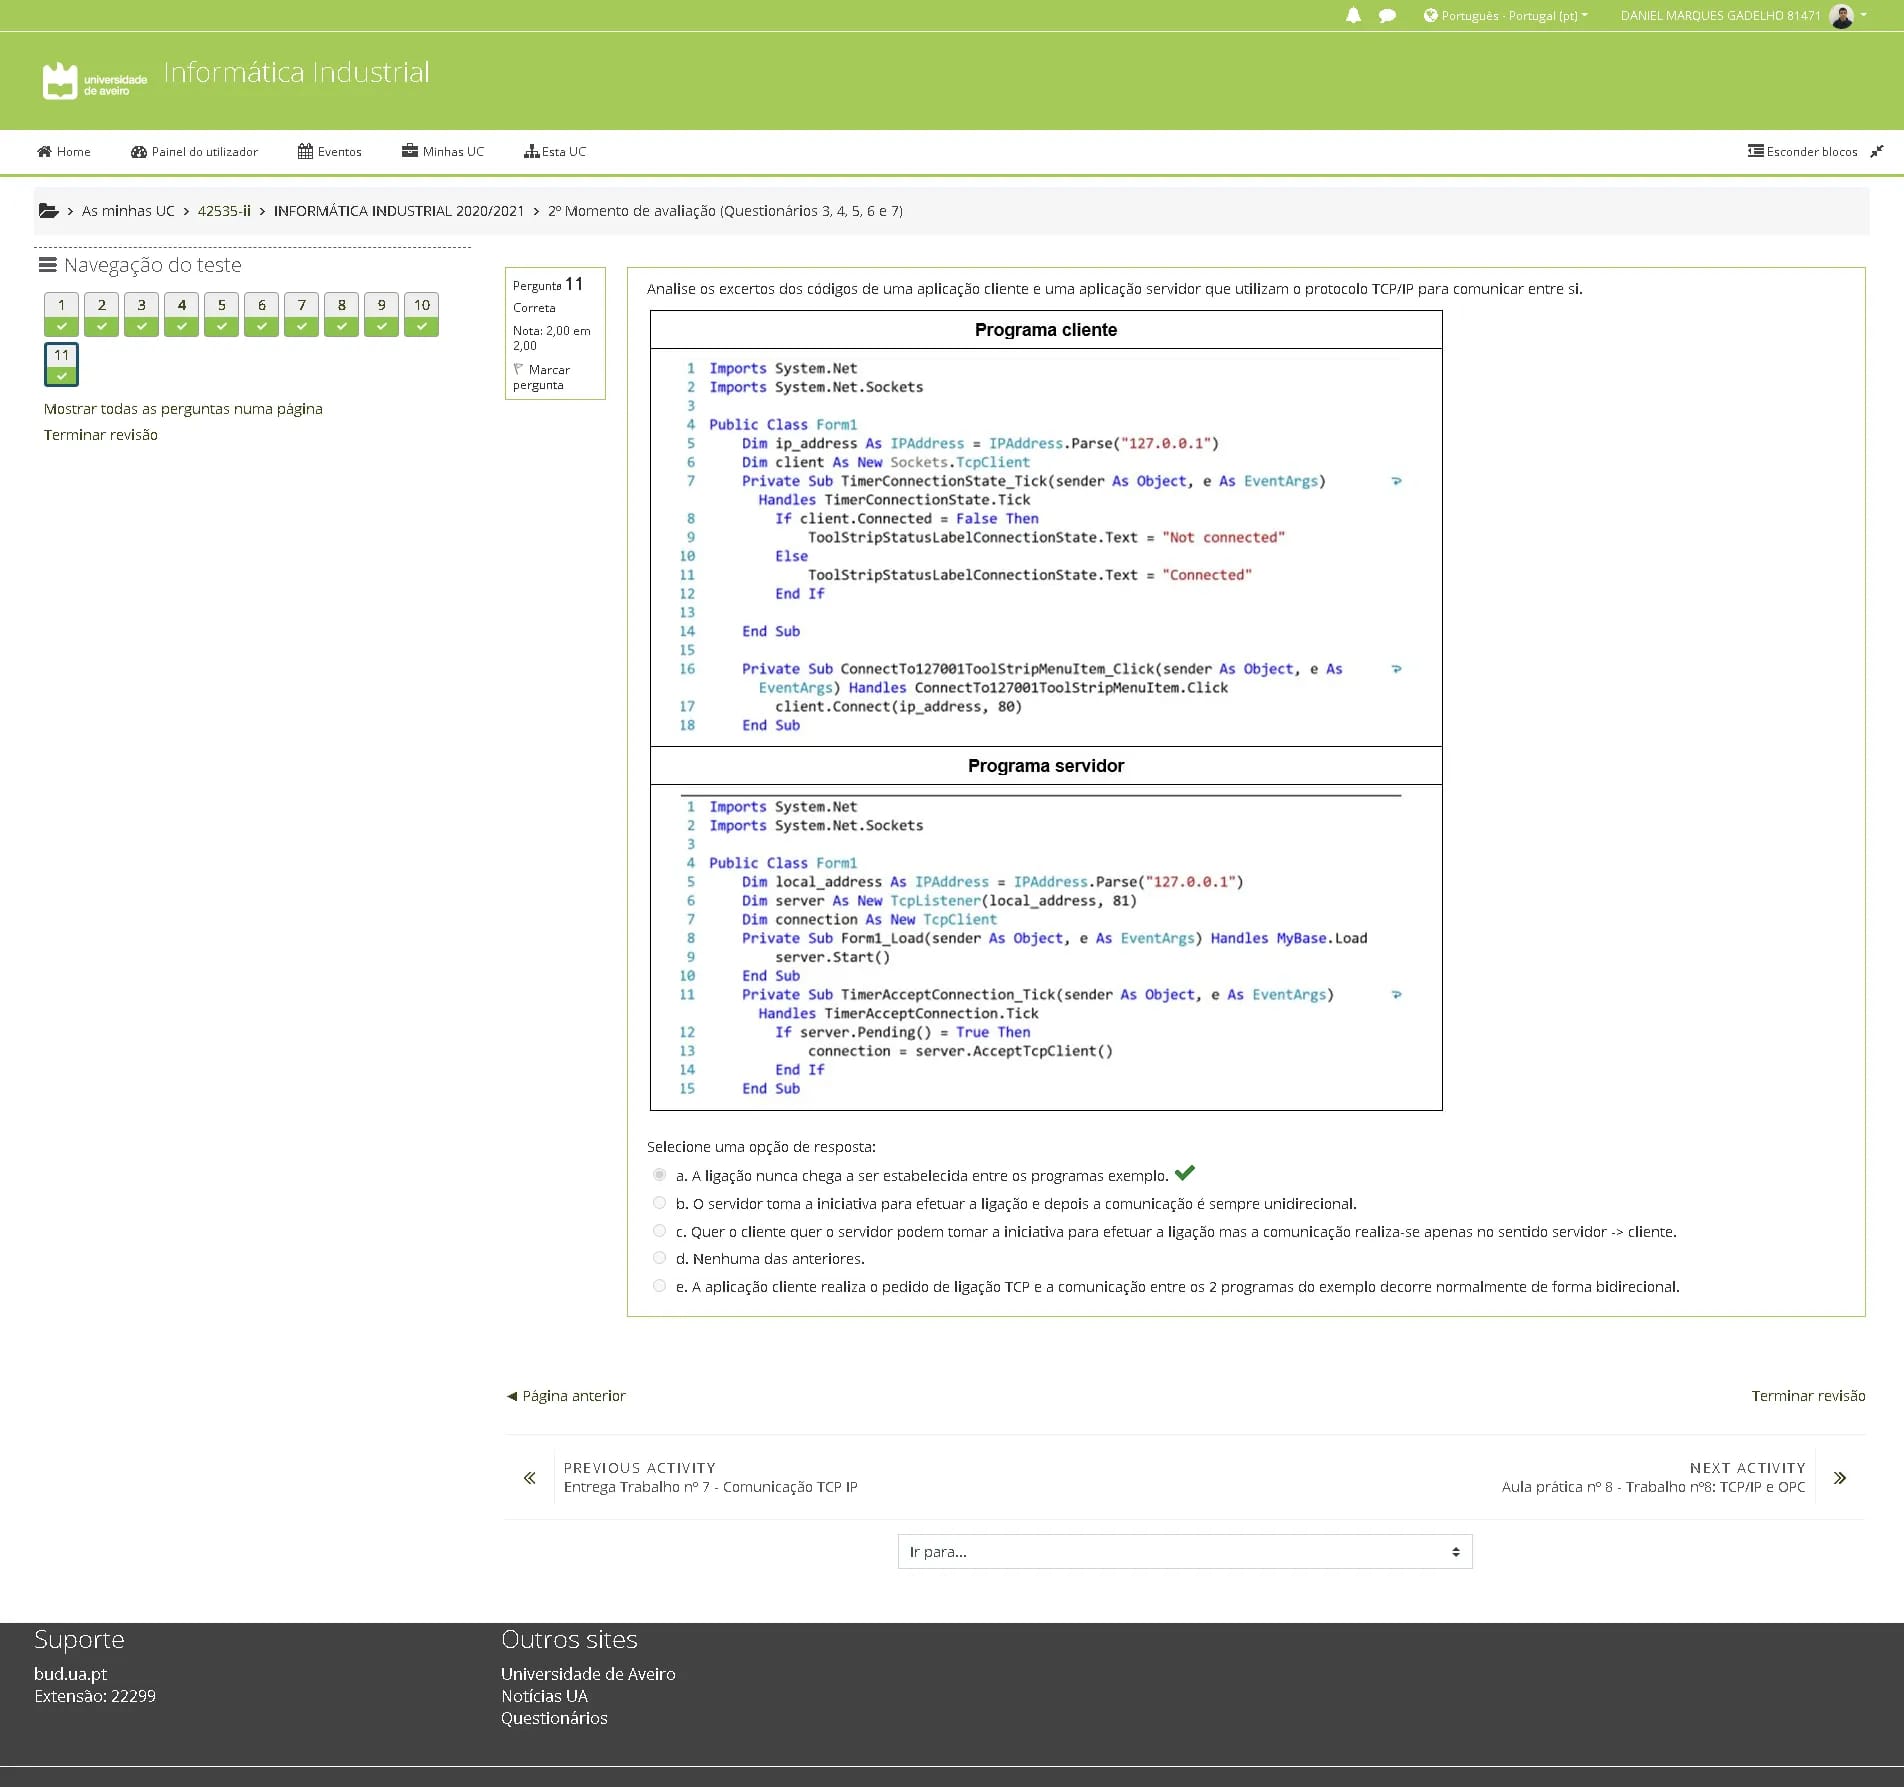 Português - Portugal (pt)
DANIEL MARQUES GADELHO 81471
universidade
de aveiro
Informática Industrial
Home
Painel do utilizador
Eventos
Minhas UC
Esta UC
Esconder blocos
As minhas UC > 42535-ii > INFORMÁTICA INDUSTRIAL 2020/2021 > 2º Momento de avaliação (Questionários 3, 4, 5, 6 e 7)
Navegação do teste
1 2 3 4 5 6 7 8 9 10
11
Mostrar todas as perguntas numa página
Terminar revisão
Pergunta 11
Correta
Nota: 2,00 em
2,00
Marcar
pergunta
Analise os excertos dos códigos de uma aplicação cliente e uma aplicação servidor que utilizam o protocolo TCP/IP para comunicar entre si.
Programa cliente
1 Imports System.Net
2 Imports System.Net.Sockets
3
4 Public Class Form1
5 Dim ip_address As IPAddress = IPAddress.Parse("127.0.0.1")
6 Dim client As New Sockets.TcpClient
7 Private Sub TimerConnectionState_Tick(sender As Object, e As EventArgs)
Handles TimerConnectionState.Tick
8 If client.Connected = False Then
9 ToolStripStatusLabelConnectionState.Text = "Not connected"
10 Else
11 ToolStripStatusLabelConnectionState.Text = "Connected"
12 End If
13
14 End Sub
15
16 Private Sub ConnectTo127001ToolStripMenuItem_Click(sender As Object, e As
EventArgs) Handles ConnectTo127001ToolStripMenuItem.Click
17 client.Connect(ip_address, 80)
18 End Sub
Programa servidor
1 Imports System.Net
2 Imports System.Net.Sockets
3
4 Public Class Form1
5 Dim local_address As IPAddress = IPAddress.Parse("127.0.0.1")
6 Dim server As New TcpListener(local_address, 81)
7 Dim connection As New TcpClient
8 Private Sub Form1_Load(sender As Object, e As EventArgs) Handles MyBase.Load
9 server.Start()
10 End Sub
11 Private Sub TimerAcceptConnection_Tick(sender As Object, e As EventArgs)
Handles TimerAcceptConnection.Tick
12 If server.Pending() = True Then
13 connection = server.AcceptTcpClient()
14 End If
15 End Sub
Selecione uma opção de resposta:
a. A ligação nunca chega a ser estabelecida entre os programas exemplo.
b. O servidor toma a iniciativa para efetuar a ligação e depois a comunicação é sempre unidirecional.
c. Quer o cliente quer o servidor podem tomar a iniciativa para efetuar a ligação mas a comunicação realiza-se apenas no sentido servidor -> cliente.
d. Nenhuma das anteriores.
e. A aplicação cliente realiza o pedido de ligação TCP e a comunicação entre os 2 programas do exemplo decorre normalmente de forma bidirecional.
◄ Página anterior
Terminar revisão
PREVIOUS ACTIVITY
Entrega Trabalho nº 7 - Comunicação TCP IP
NEXT ACTIVITY
Aula prática nº 8 - Trabalho nº8: TCP/IP e OPC
Ir para...
Suporte
bud.ua.pt
Extensão: 22299
Outros sites
Universidade de Aveiro
Notícias UA
Questionários